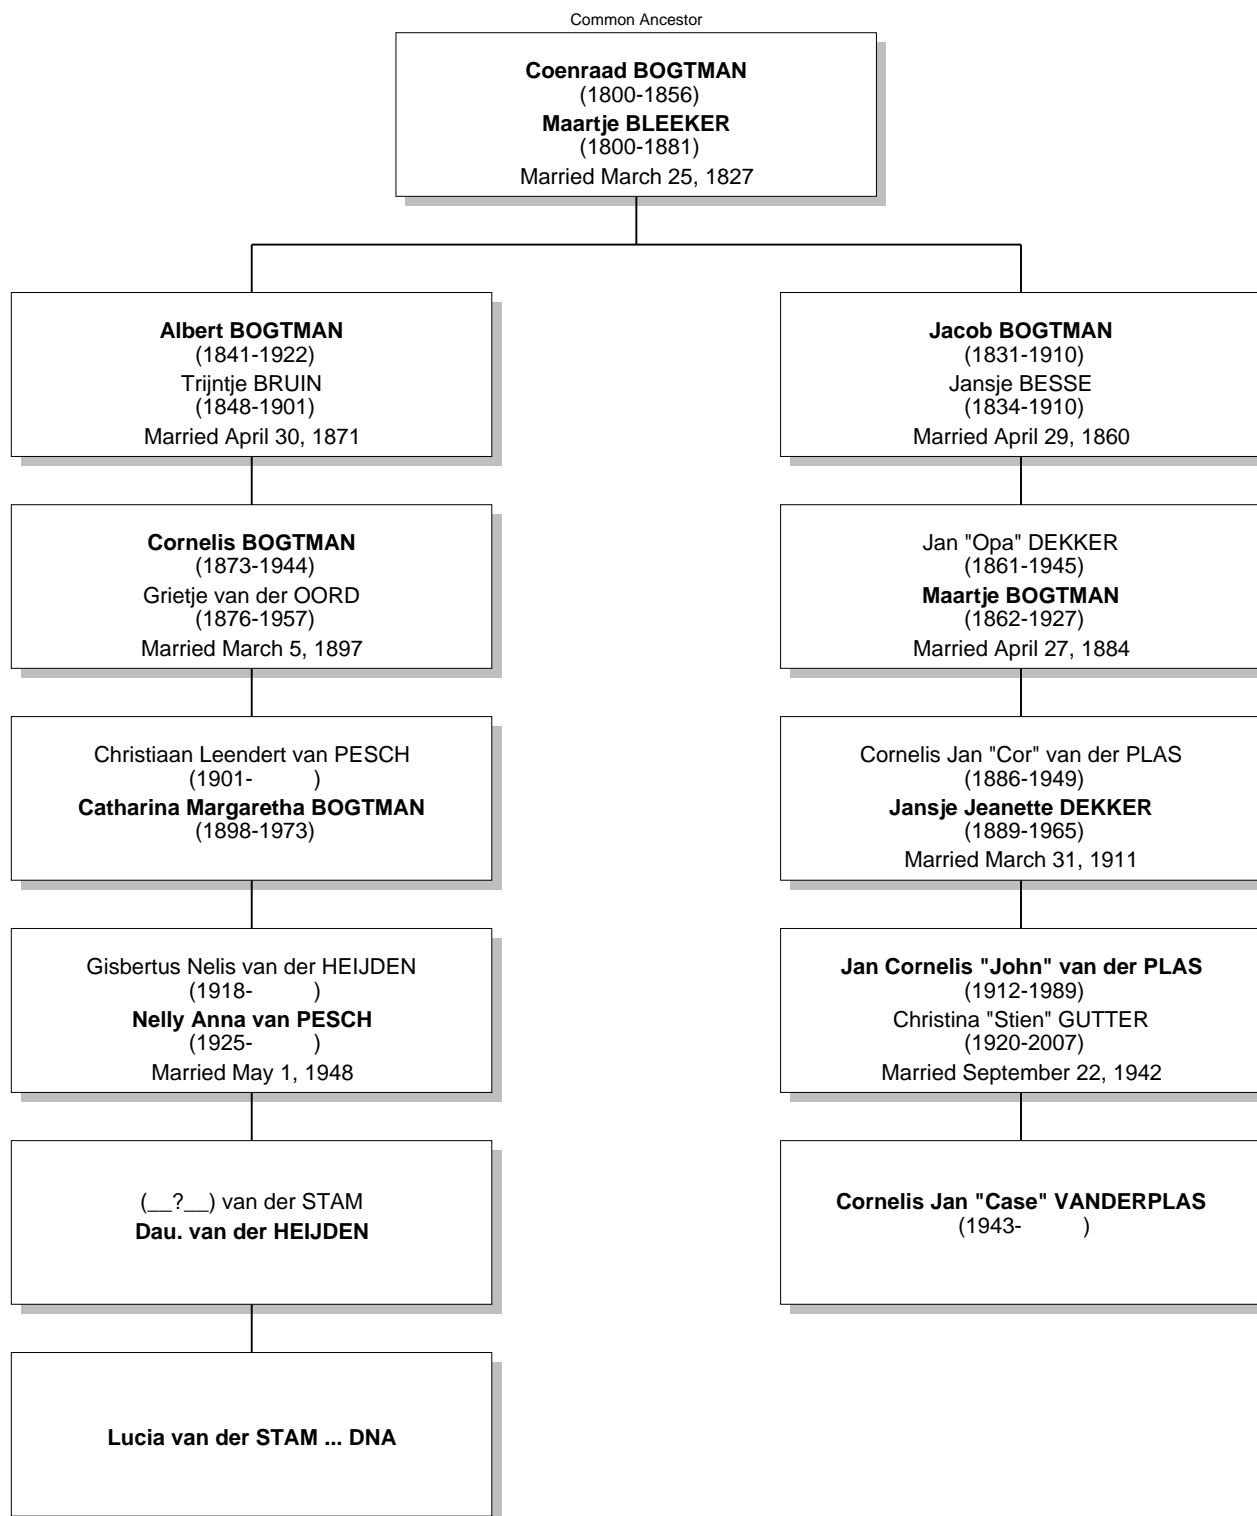 Common Ancestor
Coenraad BOGTMAN
(1800-1856)
Maartje BLEEKER
(1800-1881)
Married March 25, 1827
Albert BOGTMAN
(1841-1922)
Trijntje BRUIN
(1848-1901)
Married April 30, 1871
Jacob BOGTMAN
(1831-1910)
Jansje BESSE
(1834-1910)
Married April 29, 1860
Cornelis BOGTMAN
(1873-1944)
Grietje van der OORD
(1876-1957)
Married March 5, 1897
Jan "Opa" DEKKER
(1861-1945)
Maartje BOGTMAN
(1862-1927)
Married April 27, 1884
Christiaan Leendert van PESCH
(1901-          )
Catharina Margaretha BOGTMAN
(1898-1973)
Cornelis Jan "Cor" van der PLAS
(1886-1949)
Jansje Jeanette DEKKER
(1889-1965)
Married March 31, 1911
Gisbertus Nelis van der HEIJDEN
(1918-          )
Nelly Anna van PESCH
(1925-          )
Married May 1, 1948
Jan Cornelis "John" van der PLAS
(1912-1989)
Christina "Stien" GUTTER
(1920-2007)
Married September 22, 1942
(__?__) van der STAM
Dau. van der HEIJDEN
Cornelis Jan "Case" VANDERPLAS
(1943-          )
Lucia van der STAM ... DNA